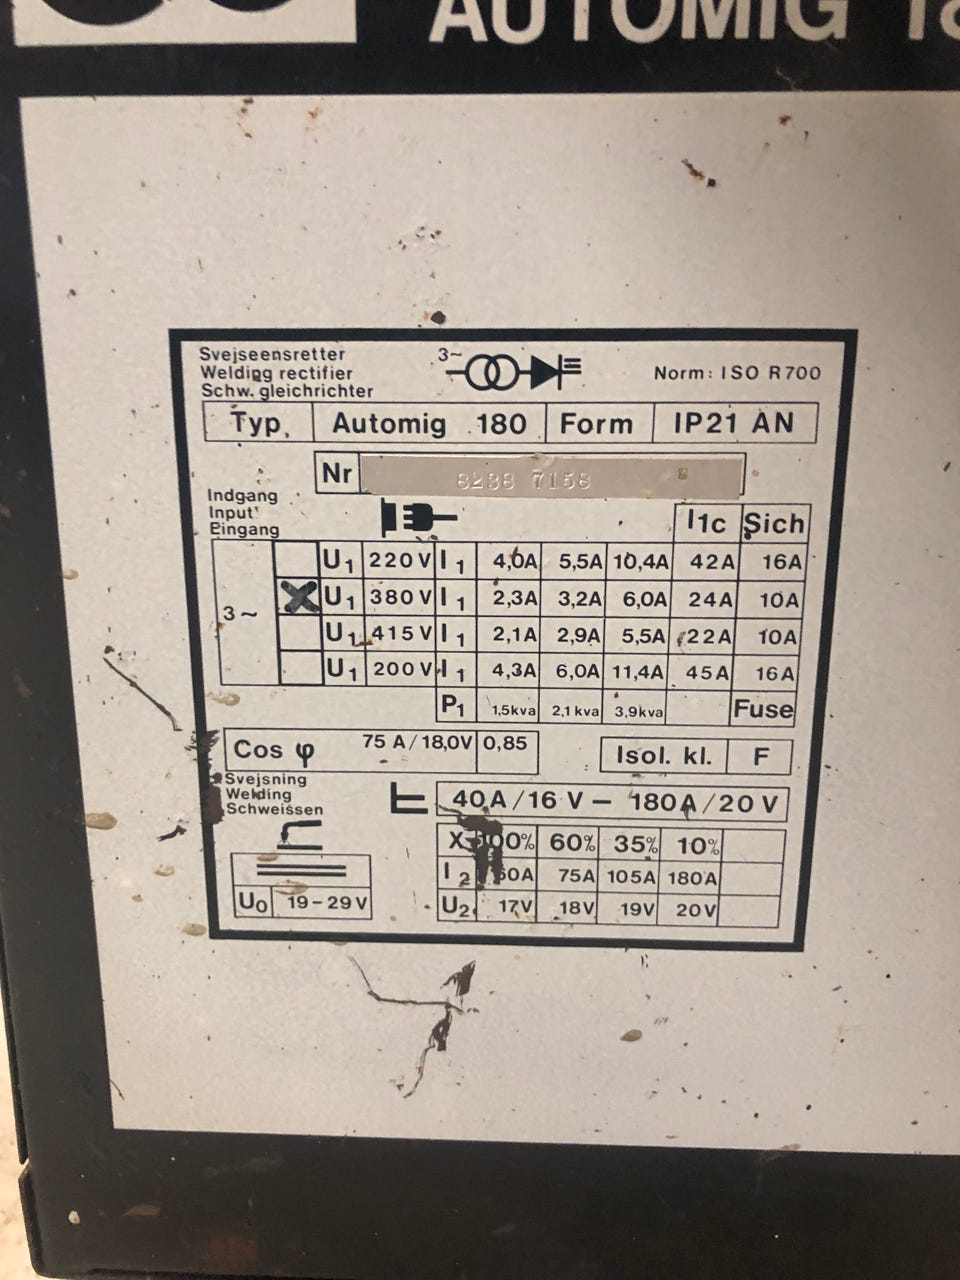 AUTOMIG
Svejseensretter
Welding rectifier
Schw. gleichrichter
3~
Norm: ISO R700
Typ. Automig 180 Form IP21 AN
Nr 8238 7158
Indgang
Input
Eingang
I1c Sich
3~
U1 220V I1 4,0A 5,5A 10,4A 42A 16A
X U1 380V I1 2,3A 3,2A 6,0A 24A 10A
U1 415V I1 2,1A 2,9A 5,5A 22A 10A
U1 200V I1 4,3A 6,0A 11,4A 45A 16A
P1 1,5kva 2,1kva 3,9kva Fuse
Cos φ 75A/18,0V 0,85 Isol. kl. F
Svejsning
Welding
Schweissen
40A/16V – 180A/20V
X 100% 60% 35% 10%
I2 60A 75A 105A 180A
U0 19-29V
U2 17V 18V 19V 20V